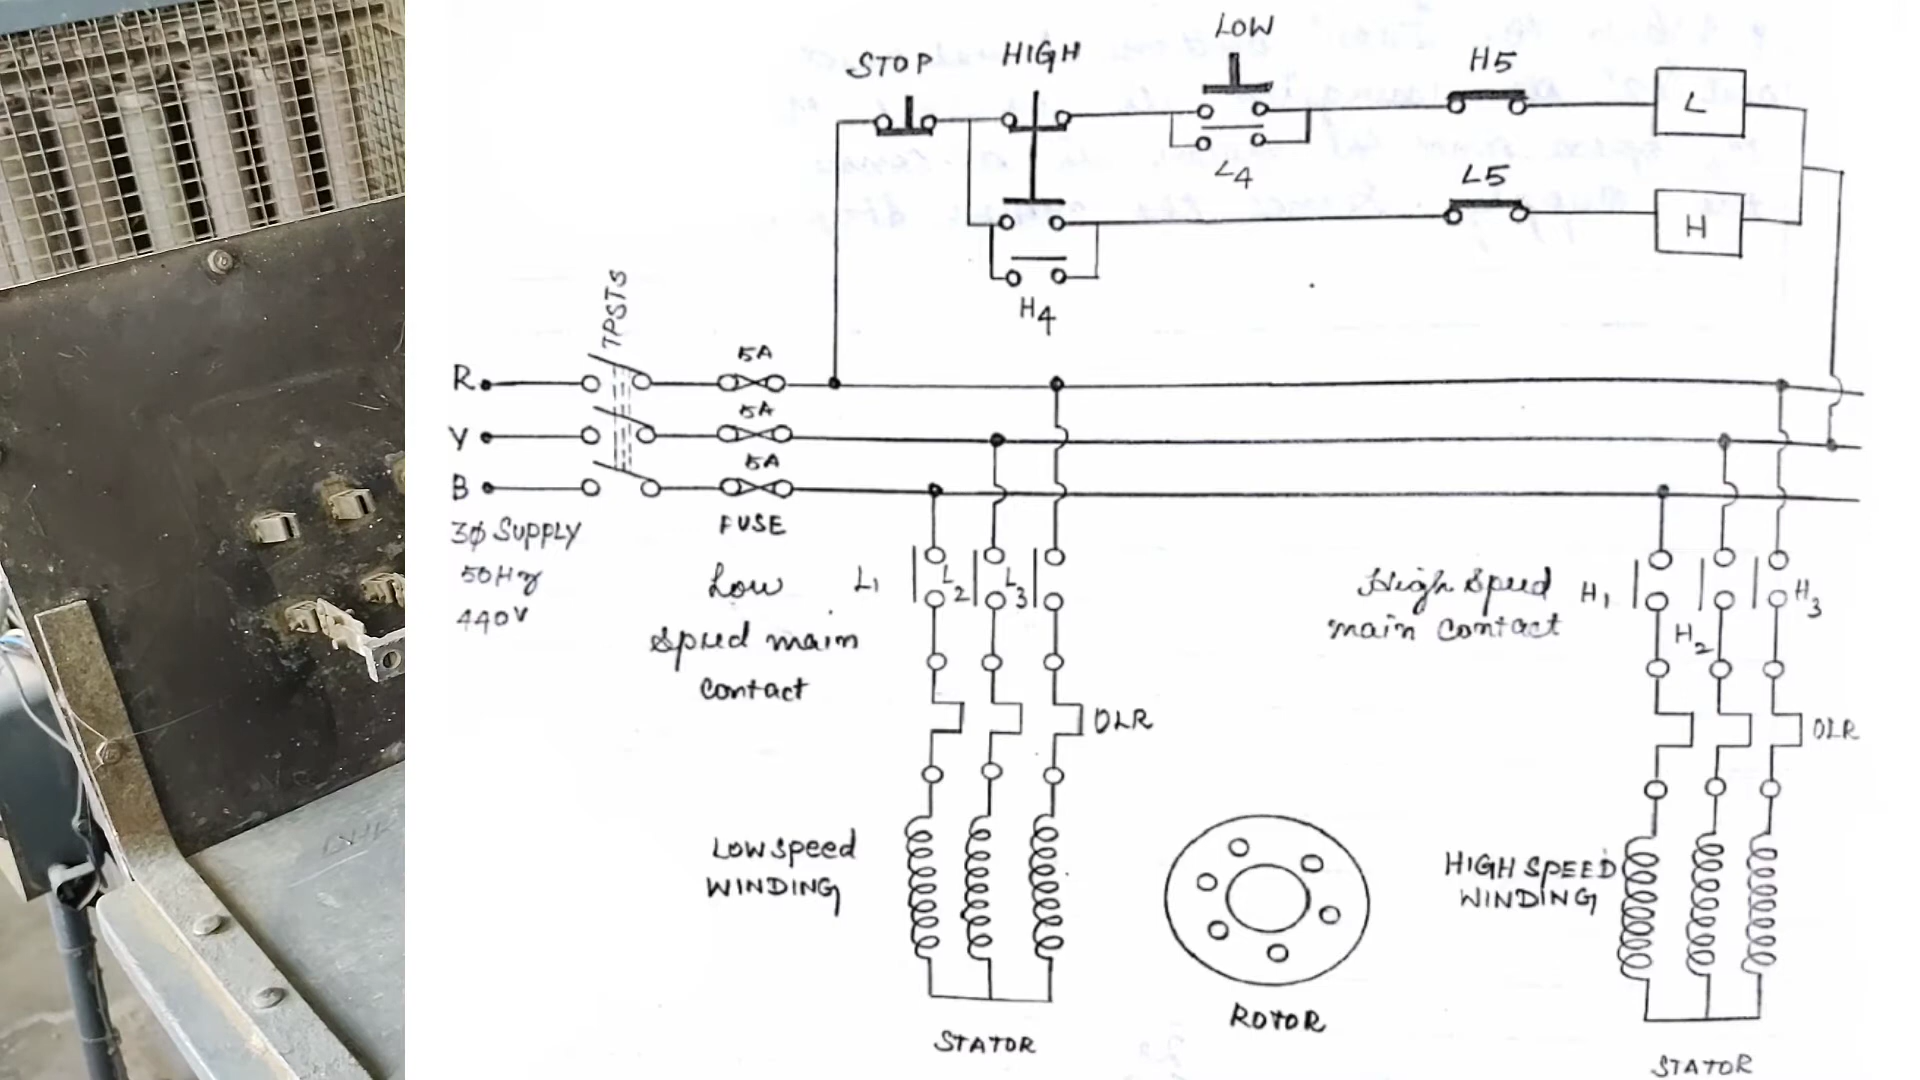 LOW
STOP
HIGH
H5
L
L4
L5
H
H4
TPSTS
R
5A
Y
5A
B
5A
3φ SUPPLY
FUSE
50Hz
440V
Low
Speed main
contact
L1
L2
L3
High Speed
main contact
H1
H2
H3
OLR
OLR
LOW SPEED
WINDING
HIGH SPEED
WINDING
ROTOR
STATOR
STATOR